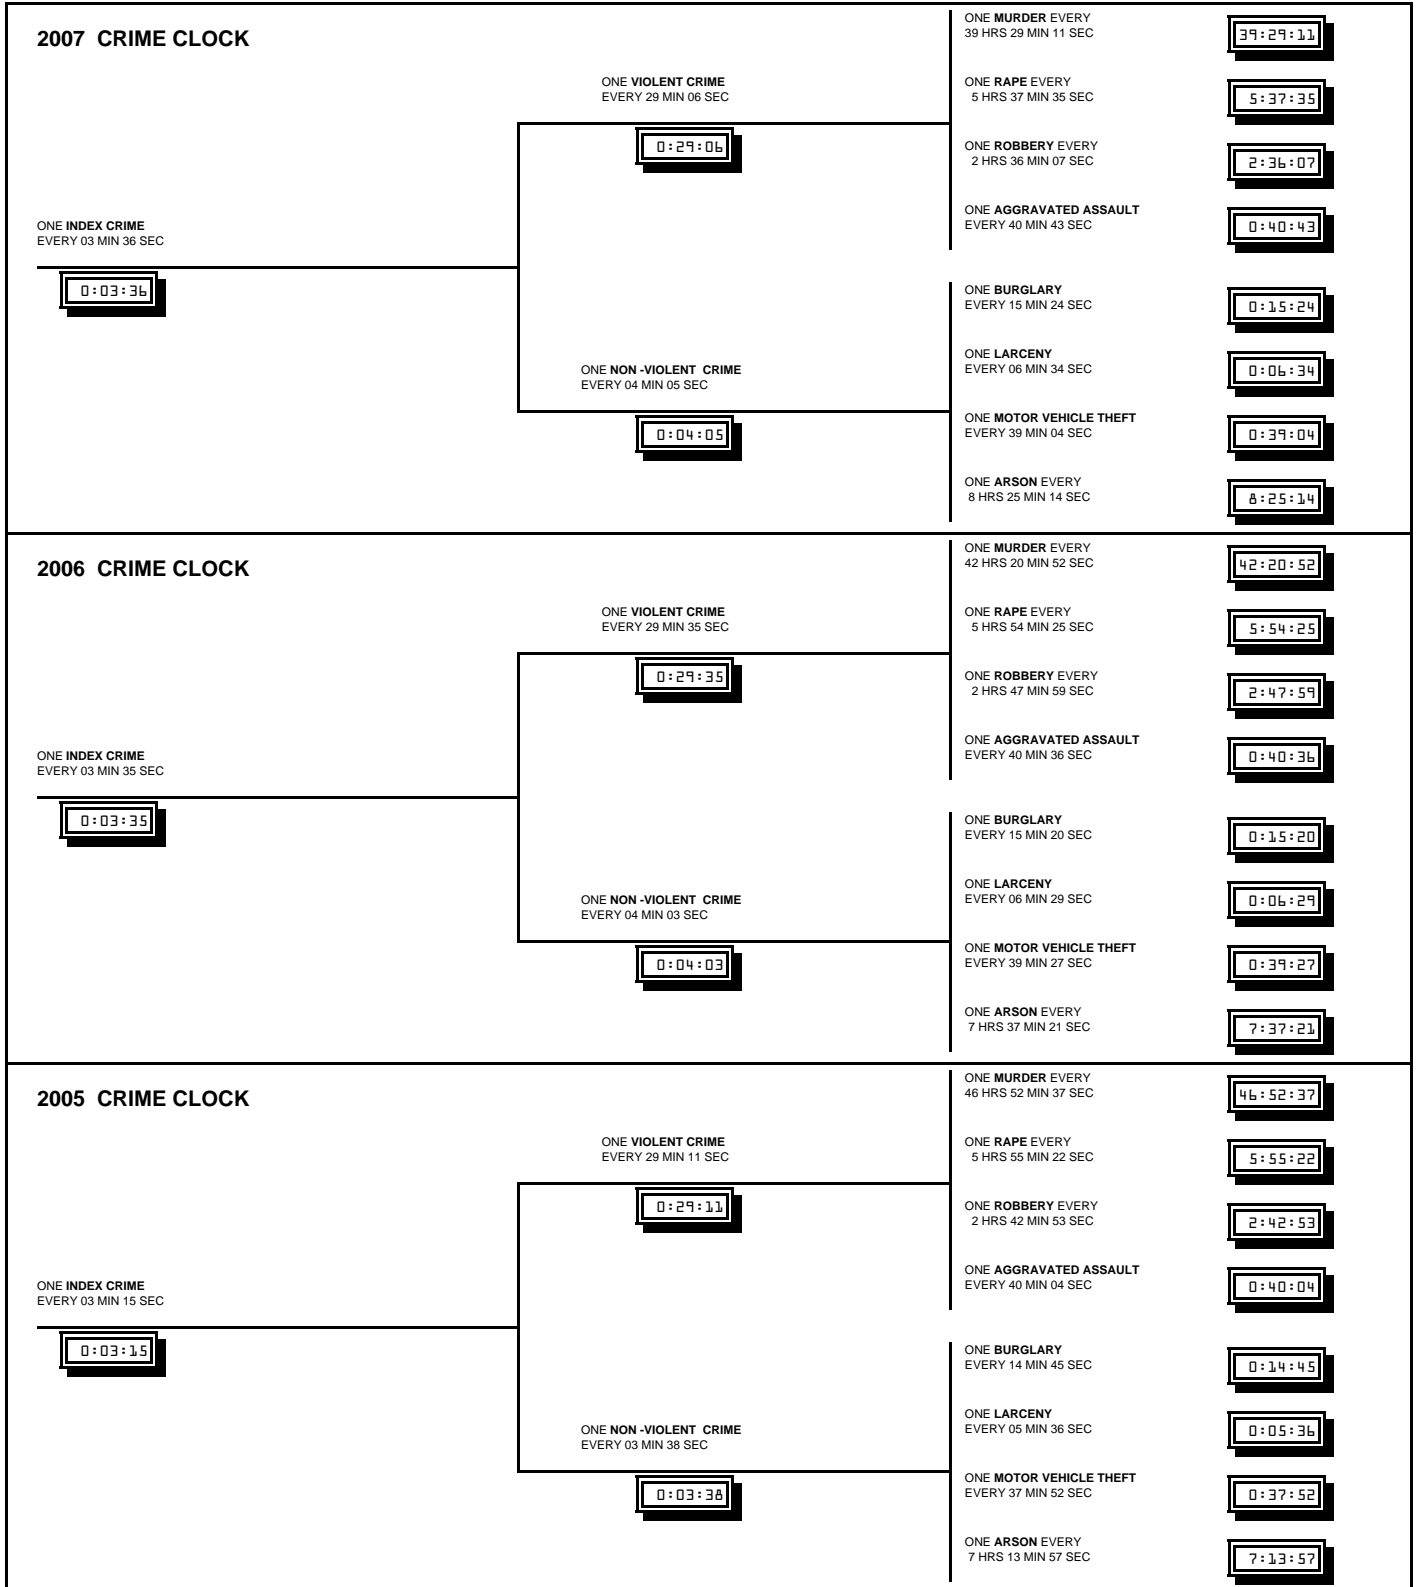 2007 CRIME CLOCK
ONE INDEX CRIME
EVERY 03 MIN 36 SEC
0:03:36
ONE VIOLENT CRIME
EVERY 29 MIN 06 SEC
0:29:06
ONE NON -VIOLENT CRIME
EVERY 04 MIN 05 SEC
0:04:05
ONE MURDER EVERY
39 HRS 29 MIN 11 SEC
39:29:11
ONE RAPE EVERY
5 HRS 37 MIN 35 SEC
5:37:35
ONE ROBBERY EVERY
2 HRS 36 MIN 07 SEC
2:36:07
ONE AGGRAVATED ASSAULT
EVERY 40 MIN 43 SEC
0:40:43
ONE BURGLARY
EVERY 15 MIN 24 SEC
0:15:24
ONE LARCENY
EVERY 06 MIN 34 SEC
0:06:34
ONE MOTOR VEHICLE THEFT
EVERY 39 MIN 04 SEC
0:39:04
ONE ARSON EVERY
8 HRS 25 MIN 14 SEC
8:25:14
2006 CRIME CLOCK
ONE INDEX CRIME
EVERY 03 MIN 35 SEC
0:03:35
ONE VIOLENT CRIME
EVERY 29 MIN 35 SEC
0:29:35
ONE NON -VIOLENT CRIME
EVERY 04 MIN 03 SEC
0:04:03
ONE MURDER EVERY
42 HRS 20 MIN 52 SEC
42:20:52
ONE RAPE EVERY
5 HRS 54 MIN 25 SEC
5:54:25
ONE ROBBERY EVERY
2 HRS 47 MIN 59 SEC
2:47:59
ONE AGGRAVATED ASSAULT
EVERY 40 MIN 36 SEC
0:40:36
ONE BURGLARY
EVERY 15 MIN 20 SEC
0:15:20
ONE LARCENY
EVERY 06 MIN 29 SEC
0:06:29
ONE MOTOR VEHICLE THEFT
EVERY 39 MIN 27 SEC
0:39:27
ONE ARSON EVERY
7 HRS 37 MIN 21 SEC
7:37:21
2005 CRIME CLOCK
ONE INDEX CRIME
EVERY 03 MIN 15 SEC
0:03:15
ONE VIOLENT CRIME
EVERY 29 MIN 11 SEC
0:29:11
ONE NON -VIOLENT CRIME
EVERY 03 MIN 38 SEC
0:03:38
ONE MURDER EVERY
46 HRS 52 MIN 37 SEC
46:52:37
ONE RAPE EVERY
5 HRS 55 MIN 22 SEC
5:55:22
ONE ROBBERY EVERY
2 HRS 42 MIN 53 SEC
2:42:53
ONE AGGRAVATED ASSAULT
EVERY 40 MIN 04 SEC
0:40:04
ONE BURGLARY
EVERY 14 MIN 45 SEC
0:14:45
ONE LARCENY
EVERY 05 MIN 36 SEC
0:05:36
ONE MOTOR VEHICLE THEFT
EVERY 37 MIN 52 SEC
0:37:52
ONE ARSON EVERY
7 HRS 13 MIN 57 SEC
7:13:57